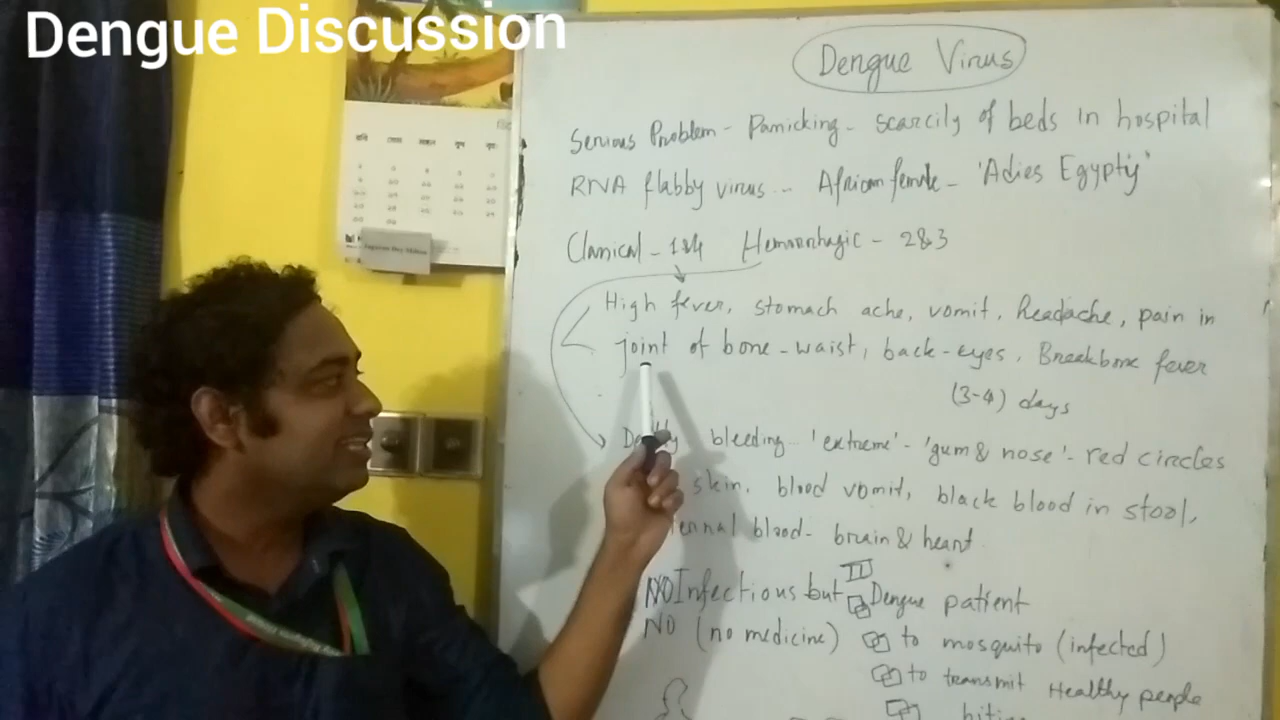 Dengue Discussion
Dengue Virus
Serious Problem - Panicking - scarcily of beds in hospital
RNA flabby virus - African female - 'Adies Egypty'
Clanical - 1&4 Hemorrhagic - 2&3
High fever, stomach ache, vomit, headache, pain in
joint of bone - waist, back - eyes, Breakbone fever
(3-4) days
bleeding 'extreme' - 'gum & nose' - red circles
skin, blood vomit, black blood in stool,
blood - brain & heart
NO Infectious but Dengue patient
NO (no medicine) to mosquito (infected)
to transmit Healthy people